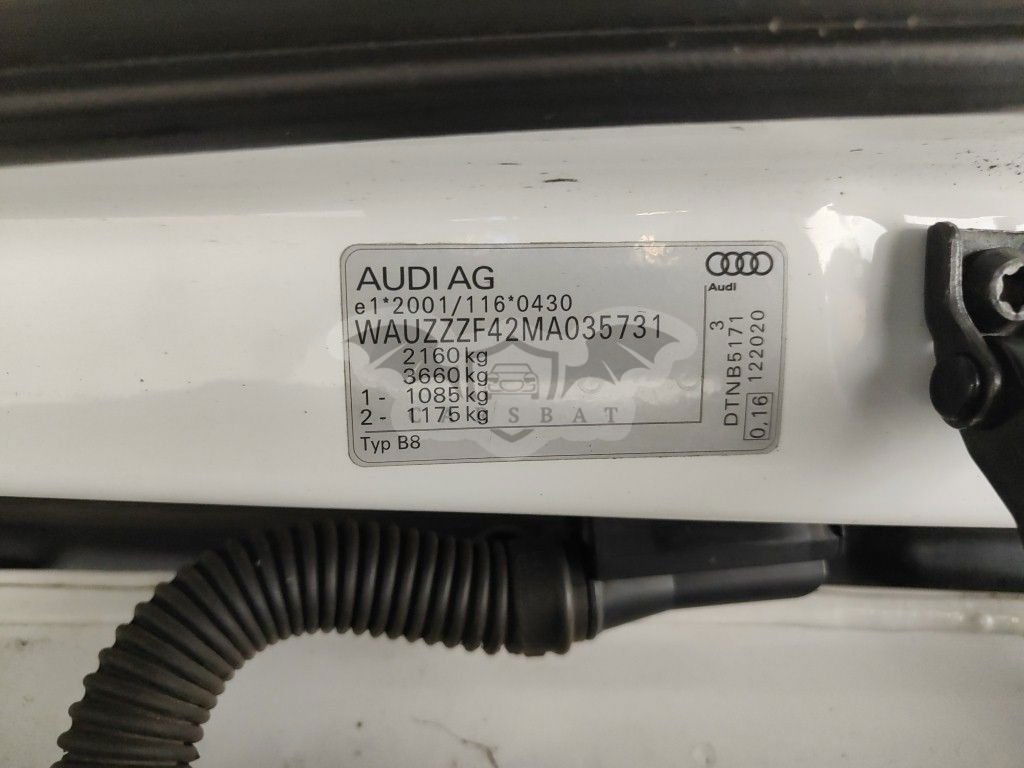 AUDI AG
Audi
e1*2001/116*0430
WAUZZZF42MA035731
2160 kg
3660 kg
1 - 1085 kg
2 - 1175 kg
Typ B8
3
DTNB5171
0,16 122020
CARSBAT